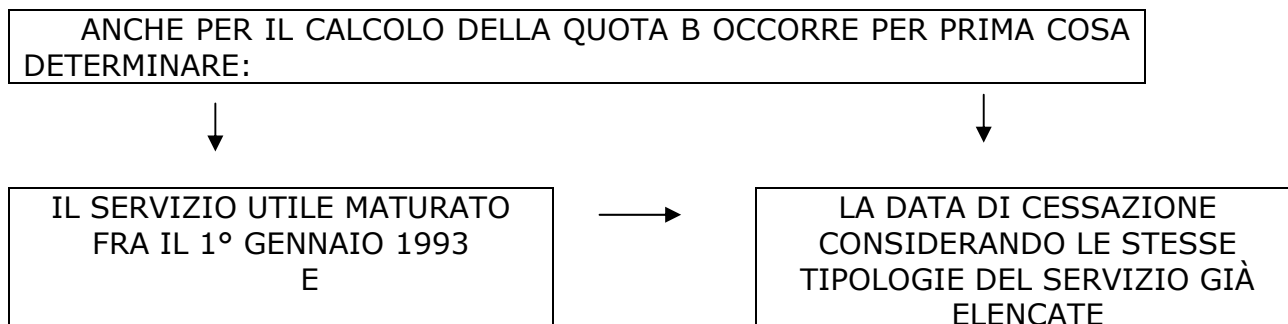 ANCHE PER IL CALCOLO DELLA QUOTA B OCCORRE PER PRIMA COSA
DETERMINARE:
IL SERVIZIO UTILE MATURATO
FRA IL 1° GENNAIO 1993
E
LA DATA DI CESSAZIONE
CONSIDERANDO LE STESSE
TIPOLOGIE DEL SERVIZIO GIÀ
ELENCATE